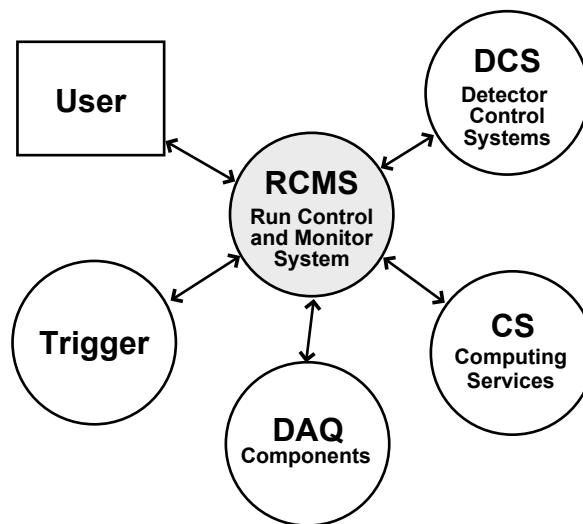 User
DCS
Detector
Control
Systems
RCMS
Run Control
and Monitor
System
Trigger
CS
Computing
Services
DAQ
Components